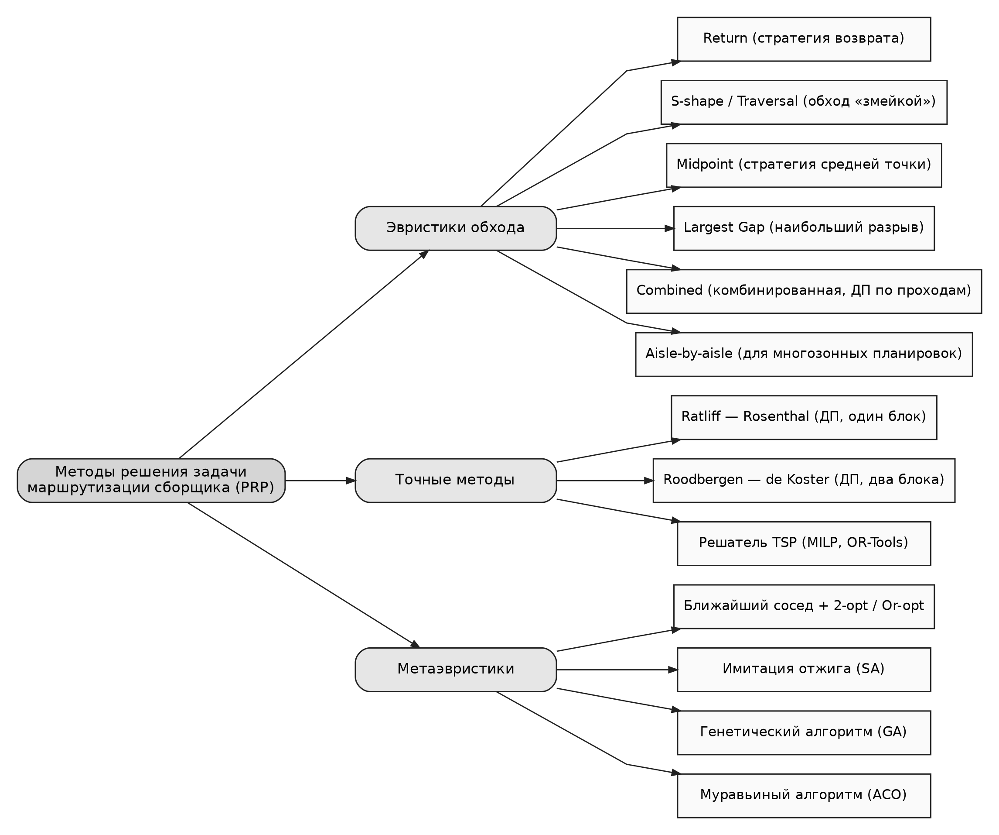 Return (стратегия возврата)
S-shape / Traversal (обход «змейкой»)
Midpoint (стратегия средней точки)
Эвристики обхода
Largest Gap (наибольший разрыв)
Combined (комбинированная, ДП по проходам)
Aisle-by-aisle (для многозонных планировок)
Ratliff — Rosenthal (ДП, один блок)
Методы решения задачи
маршрутизации сборщика (PRP)
Точные методы
Roodbergen — de Koster (ДП, два блока)
Решатель TSP (MILP, OR-Tools)
Ближайший сосед + 2-opt / Or-opt
Метаэвристики
Имитация отжига (SA)
Генетический алгоритм (GA)
Муравьиный алгоритм (ACO)